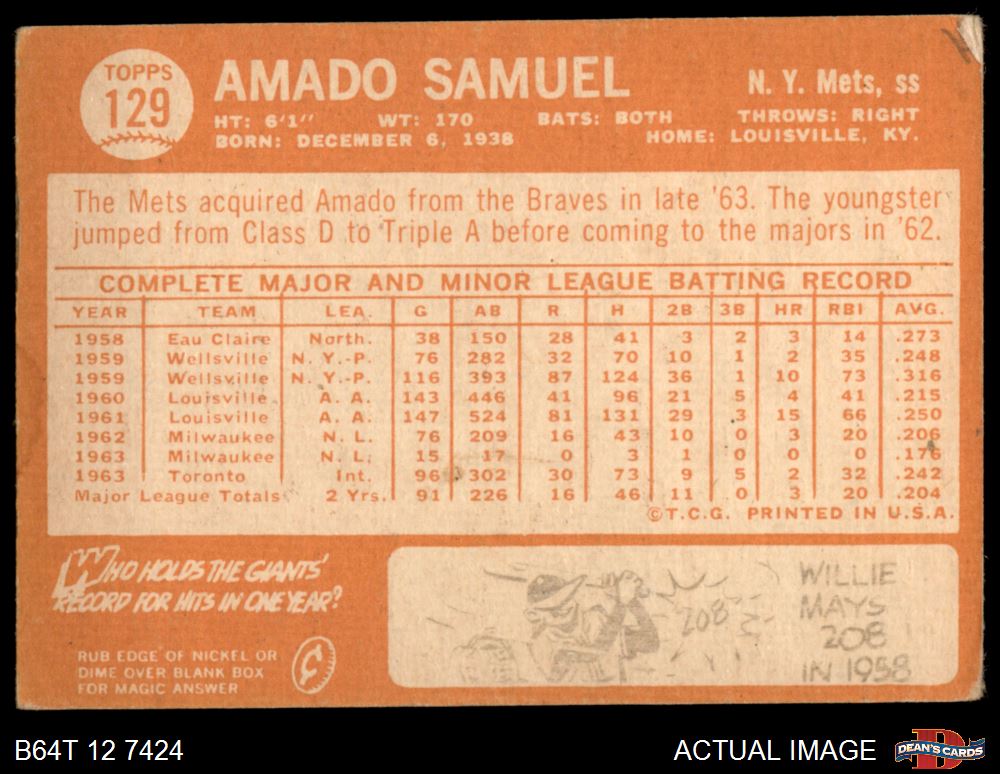 TOPPS
129
AMADO SAMUEL
N. Y. Mets, ss
HT: 6'1" WT: 170 BATS: BOTH THROWS: RIGHT
BORN: DECEMBER 6, 1938 HOME: LOUISVILLE, KY.
The Mets acquired Amado from the Braves in late '63. The youngster
jumped from Class D to Triple A before coming to the majors in '62.
COMPLETE MAJOR AND MINOR LEAGUE BATTING RECORD
YEAR TEAM LEA. G AB R H 2B 3B HR RBI AVG.
1958 Eau Claire North. 38 150 28 41 3 2 3 14 .273
1959 Wellsville N. Y.-P. 76 282 32 70 10 1 2 35 .248
1959 Wellsville N. Y.-P. 116 393 87 124 36 1 10 73 .316
1960 Louisville A. A. 143 446 41 96 21 5 4 41 .215
1961 Louisville A. A. 147 524 81 131 29 3 15 66 .250
1962 Milwaukee N. L. 76 209 16 43 10 0 3 20 .206
1963 Milwaukee N. L. 15 17 0 3 1 0 0 0 .176
1963 Toronto Int. 96 302 30 73 9 5 2 32 .242
Major League Totals 2 Yrs. 91 226 16 46 11 0 3 20 .204
©T.C.G. PRINTED IN U.S.A.
WHO HOLDS THE GIANTS'
RECORD FOR HITS IN ONE YEAR?
RUB EDGE OF NICKEL OR
DIME OVER BLANK BOX
FOR MAGIC ANSWER
208
WILLIE
MAYS
208
IN 1958
B64T 12 7424
ACTUAL IMAGE
DEAN'S CARDS